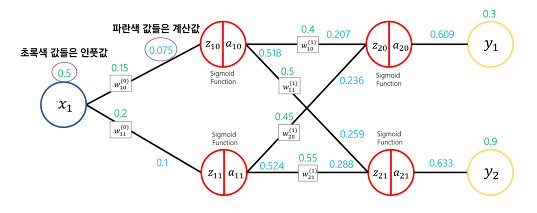 파란색 값들은 계산값
초록색 값들은 인풋값
0.5
x₁
0.15
w₁₀⁽⁰⁾
0.075
0.2
w₁₁⁽⁰⁾
0.1
z₁₀ a₁₀
Sigmoid
Function
0.518
Sigmoid
Function
z₁₁ a₁₁
0.524
0.4
w₁₀⁽¹⁾
0.207
0.5
w₁₁⁽¹⁾
0.236
0.45
w₂₀⁽¹⁾
0.259
0.55
w₂₁⁽¹⁾
0.288
z₂₀ a₂₀
Sigmoid
Function
0.609
Sigmoid
Function
z₂₁ a₂₁
0.633
0.3
y₁
0.9
y₂